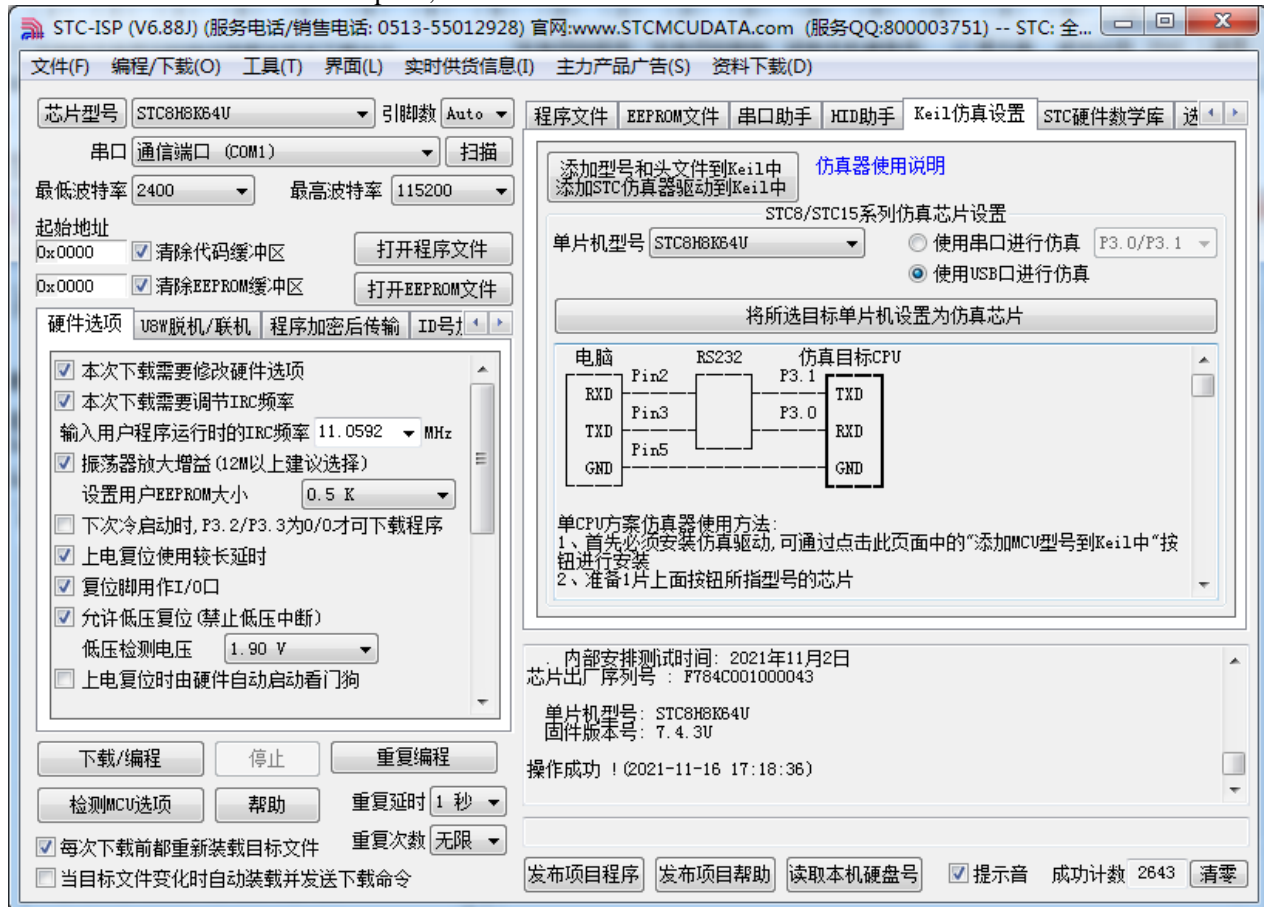 STC-ISP (V6.88J) (服务电话/销售电话: 0513-55012928) 官网:www.STCMCUDATA.com (服务QQ:800003751) -- STC: 全...
文件(F) 编程/下载(O) 工具(T) 界面(L) 实时供货信息(I) 主力产品广告(S) 资料下载(D)
芯片型号 STC8H8K64U 引脚数 Auto
串口 通信端口 (COM1) 扫描
最低波特率 2400 最高波特率 115200
起始地址
0x0000 清除代码缓冲区 打开程序文件
0x0000 清除EEPROM缓冲区 打开EEPROM文件
硬件选项 U8W脱机/联机 程序加密后传输
本次下载需要修改硬件选项
本次下载需要调节IRC频率
输入用户程序运行时的IRC频率 11.0592 MHz
振荡器放大增益(12M以上建议选择)
设置用户EEPROM大小 0.5 K
下次冷启动时,P3.2/P3.3为0/0才可下载程序
上电复位使用较长延时
复位脚用作I/O口
允许低压复位(禁止低压中断)
低压检测电压 1.90 V
上电复位时由硬件自动启动看门狗
下载/编程 停止 重复编程
检测MCU选项 帮助 重复延时 1 秒
每次下载前都重新装载目标文件 重复次数 无限
当目标文件变化时自动装载并发送下载命令
程序文件 EEPROM文件 串口助手 HID助手 Keil仿真设置 STC硬件数学库
添加型号和头文件到Keil中
添加STC仿真器驱动到Keil中
仿真器使用说明
STC8/STC15系列仿真芯片设置
单片机型号 STC8H8K64U 使用串口进行仿真 P3.0/P3.1
使用USB口进行仿真
将所选目标单片机设置为仿真芯片
电脑 RS232 仿真目标CPU
Pin2 P3.1
RXD TXD
Pin3 P3.0
TXD RXD
Pin5
GND GND
单CPU方案仿真器使用方法:
1、首先必须安装仿真驱动,可通过点击此页面中的"添加MCU型号到Keil中"按
钮进行安装
2、准备1片上面按钮所指型号的芯片
. 内部安排测试时间: 2021年11月2日
芯片出厂序列号 : F784C001000043
单片机型号: STC8H8K64U
固件版本号: 7.4.3U
操作成功 !(2021-11-16 17:18:36)
发布项目程序 发布项目帮助 读取本机硬盘号 提示音 成功计数 2643 清零